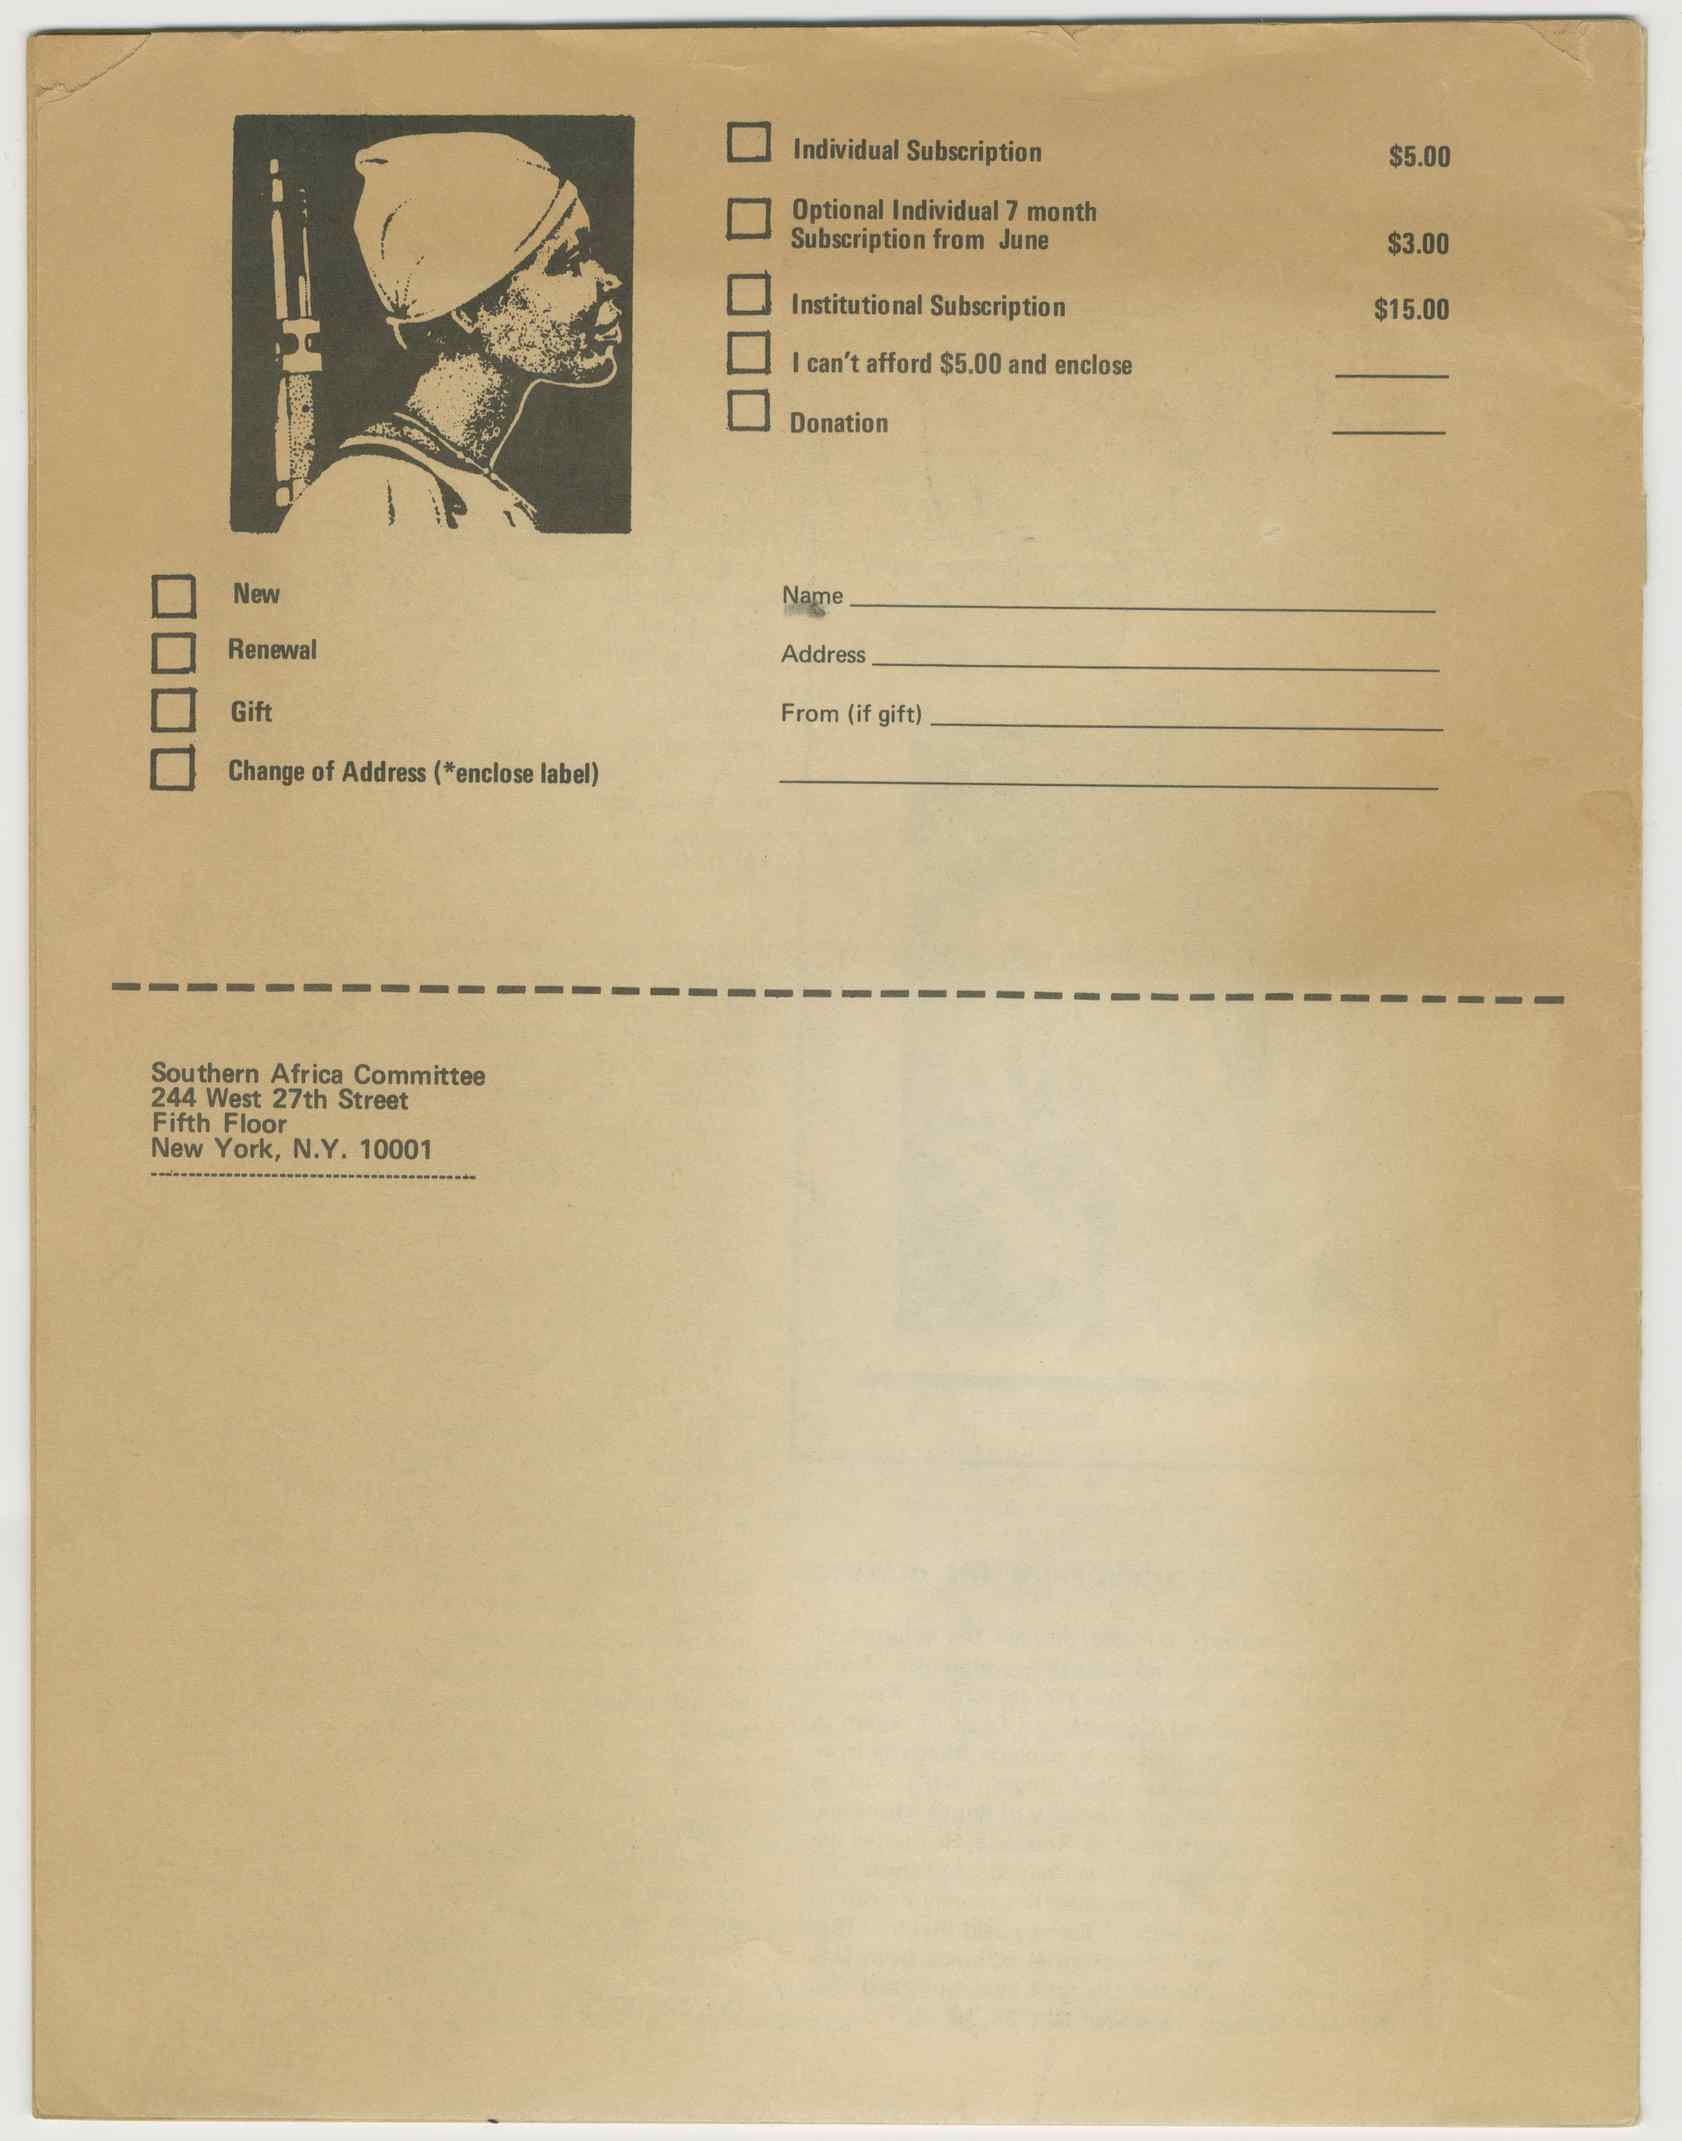 Individual Subscription $5.00
Optional Individual 7 month
Subscription from June $3.00
Institutional Subscription $15.00
I can't afford $5.00 and enclose
Donation
New
Renewal
Gift
Change of Address (*enclose label)
Name
Address
From (if gift)
Southern Africa Committee
244 West 27th Street
Fifth Floor
New York, N.Y. 10001